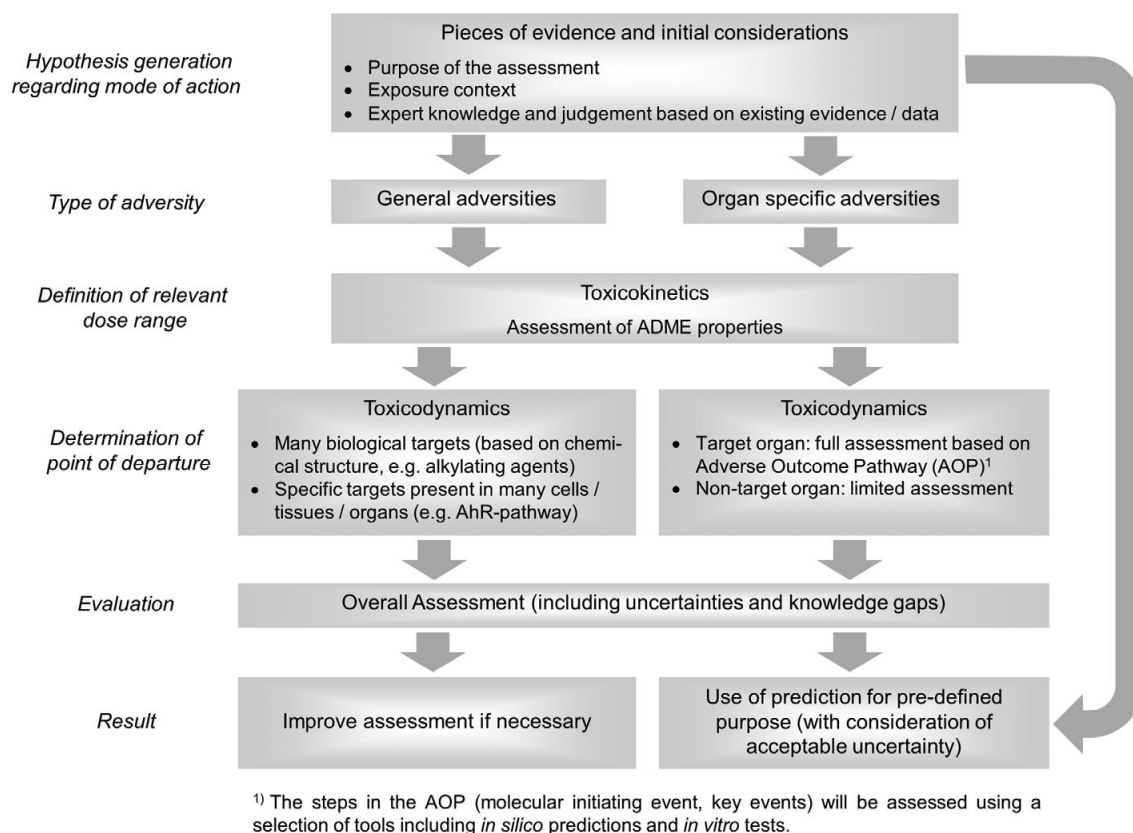 Hypothesis generation
regarding mode of action
Pieces of evidence and initial considerations
• Purpose of the assessment
• Exposure context
• Expert knowledge and judgement based on existing evidence / data
Type of adversity
General adversities
Organ specific adversities
Definition of relevant
dose range
Toxicokinetics
Assessment of ADME properties
Determination of
point of departure
Toxicodynamics
• Many biological targets (based on chemi-
cal structure, e.g. alkylating agents)
• Specific targets present in many cells /
tissues / organs (e.g. AhR-pathway)
Toxicodynamics
• Target organ: full assessment based on
Adverse Outcome Pathway (AOP)¹
• Non-target organ: limited assessment
Evaluation
Overall Assessment (including uncertainties and knowledge gaps)
Result
Improve assessment if necessary
Use of prediction for pre-defined
purpose (with consideration of
acceptable uncertainty)
¹⁾ The steps in the AOP (molecular initiating event, key events) will be assessed using a
selection of tools including in silico predictions and in vitro tests.